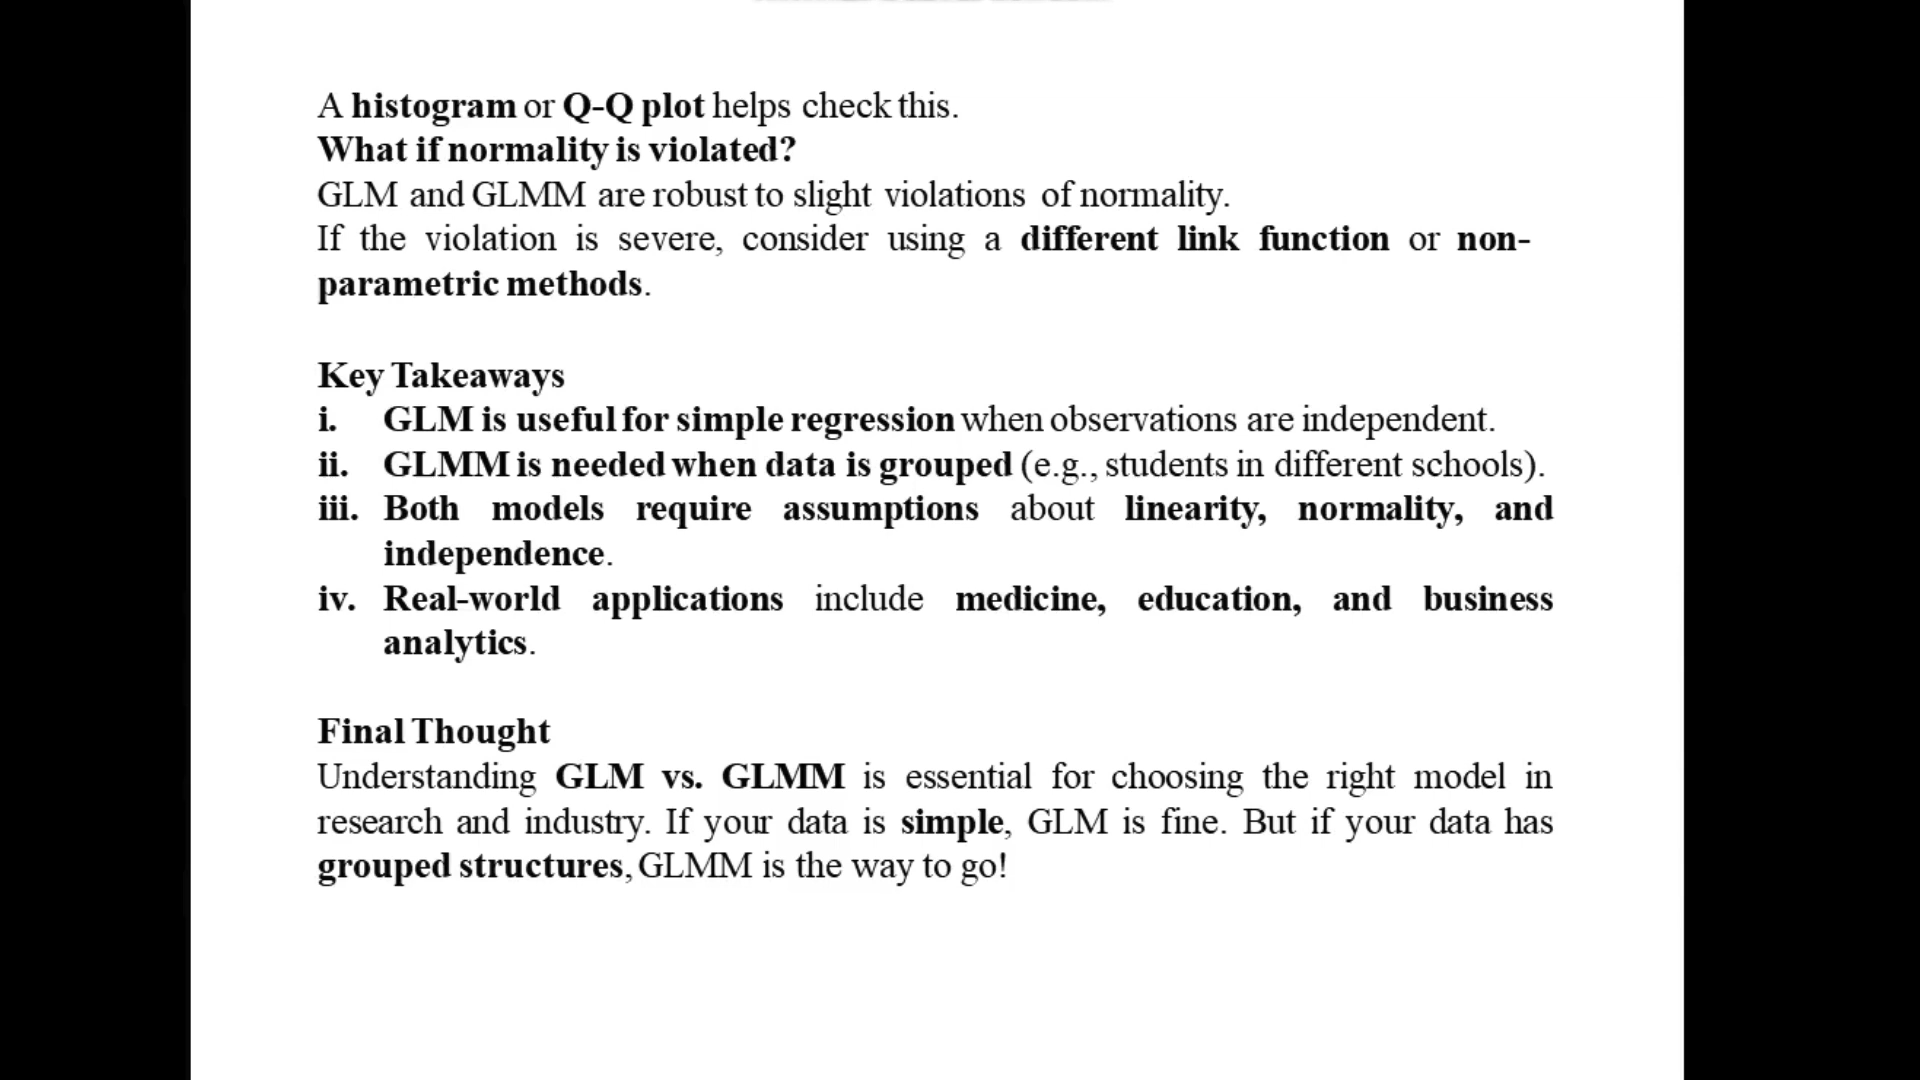 A histogram or Q-Q plot helps check this.
What if normality is violated?
GLM and GLMM are robust to slight violations of normality.
If the violation is severe, consider using a different link function or non-
parametric methods.
Key Takeaways
i. GLM is useful for simple regression when observations are independent.
ii. GLMM is needed when data is grouped (e.g., students in different schools).
iii. Both models require assumptions about linearity, normality, and
independence.
iv. Real-world applications include medicine, education, and business
analytics.
Final Thought
Understanding GLM vs. GLMM is essential for choosing the right model in
research and industry. If your data is simple, GLM is fine. But if your data has
grouped structures, GLMM is the way to go!